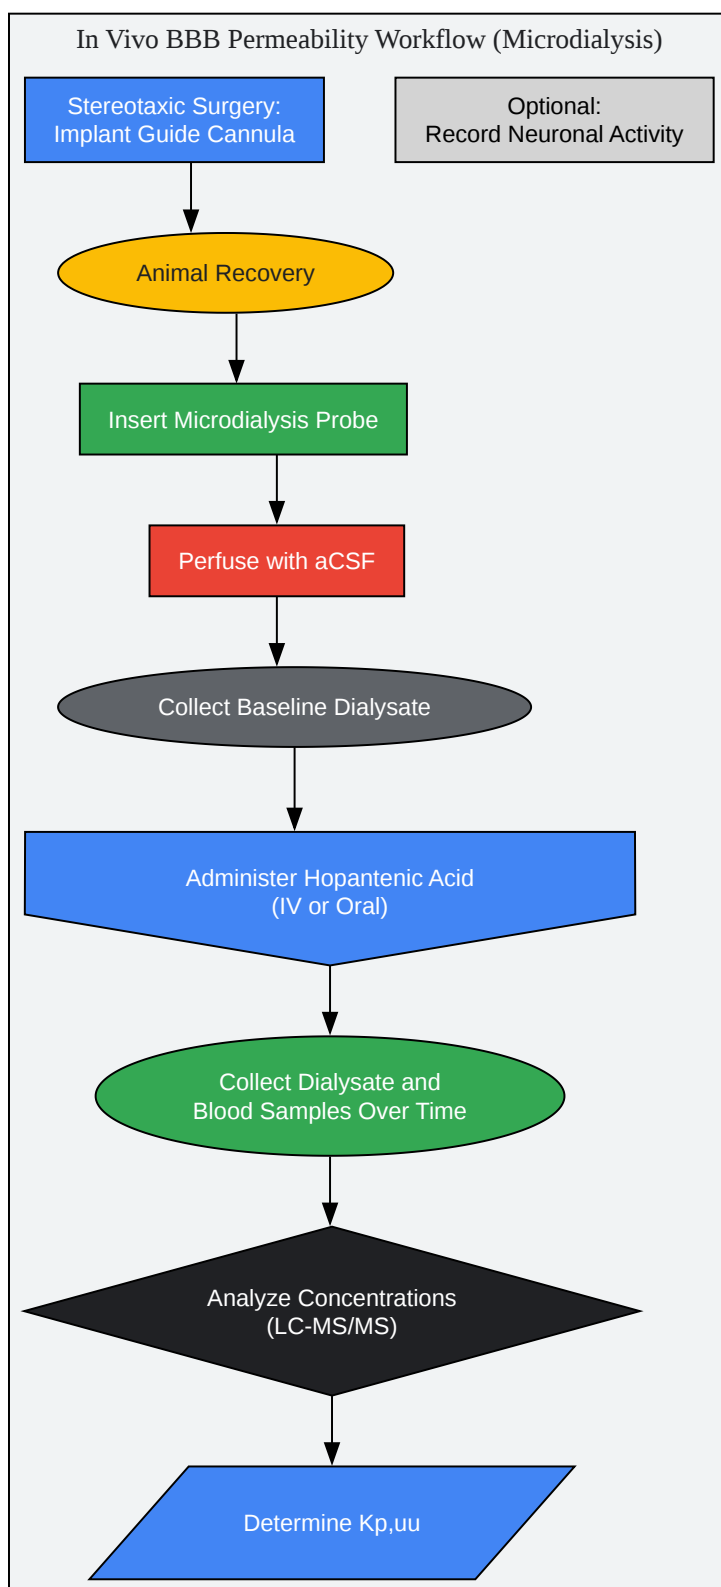 In Vivo BBB Permeability Workflow (Microdialysis)
Stereotaxic Surgery:
Implant Guide Cannula
Optional:
Record Neuronal Activity
Animal Recovery
Insert Microdialysis Probe
Perfuse with aCSF
Collect Baseline Dialysate
Administer Hopantenic Acid
(IV or Oral)
Collect Dialysate and
Blood Samples Over Time
Analyze Concentrations
(LC-MS/MS)
Determine Kp,uu